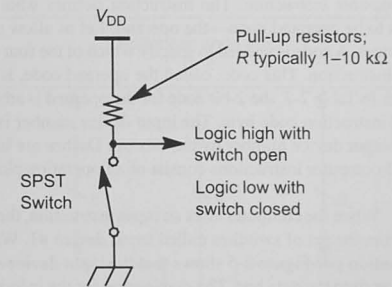 V_DD
Pull-up resistors;
R typically 1–10 kΩ
Logic high with
switch open
SPST
Switch
Logic low with
switch closed